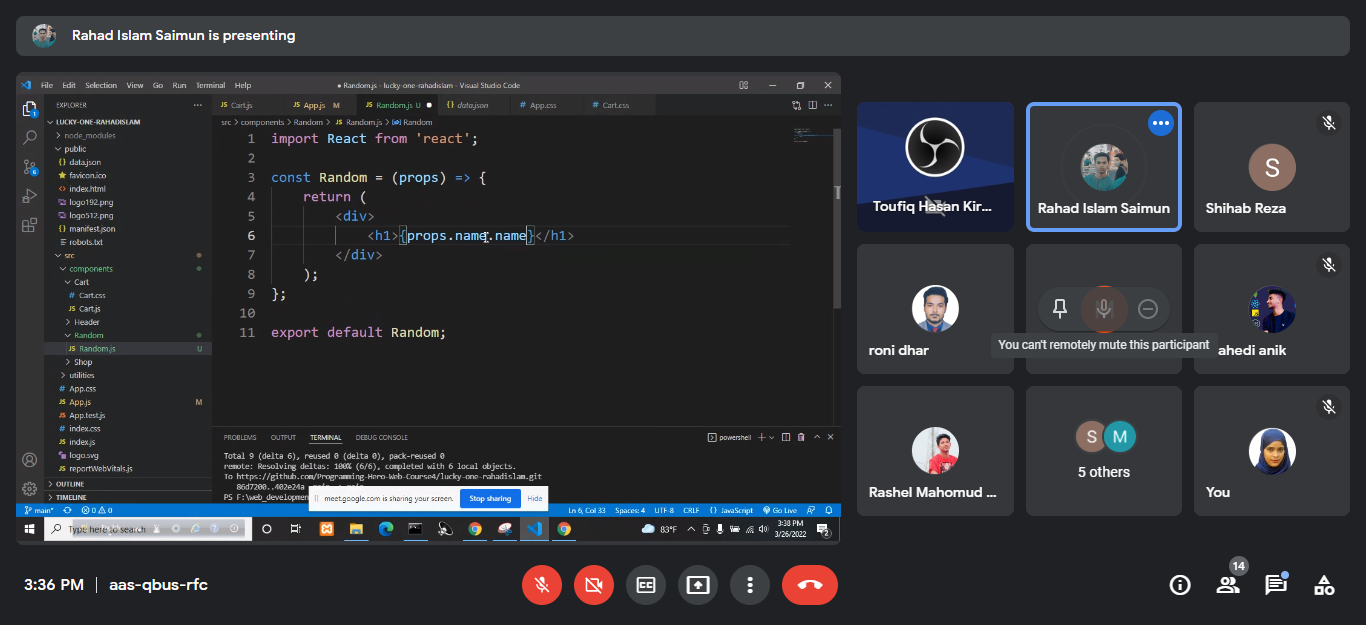 Rahad Islam Saimun is presenting
File Edit Selection View Go Run Terminal Help
● Random.js - lucky-one-rahadislam - Visual Studio Code
EXPLORER
LUCKY-ONE-RAHADISLAM
node_modules
public
data.json
favicon.ico
index.html
logo192.png
logo512.png
manifest.json
robots.txt
src
components
Cart
Cart.css
Cart.js
Header
Random
Random.js U
Shop
utilities
App.css
App.js M
App.test.js
index.css
index.js
logo.svg
reportWebVitals.js
OUTLINE
TIMELINE
Cart.js App.js M Random.js U data.json App.css Cart.css
src > components > Random > Random.js > Random
1 import React from 'react';
2
3 const Random = (props) => {
4 return (
5 <div>
6 <h1>{props.name.name}</h1>
7 </div>
8 );
9 };
10
11 export default Random;
PROBLEMS OUTPUT TERMINAL DEBUG CONSOLE
powershell
Total 9 (delta 6), reused 0 (delta 0), pack-reused 0
remote: Resolving deltas: 100% (6/6), completed with 6 local objects.
To https://github.com/Programming-Hero-Web-Course4/lucky-one-rahadislam.git
86d7200..402e24a
PS F:\web_developmen
meet.google.com is sharing your screen. Stop sharing Hide
main* 0 0 Ln 6, Col 33 Spaces: 4 UTF-8 CRLF JavaScript Go Live
Type here to search
83°F
3:38 PM
3/26/2022
2
Toufiq Hasan Kir...
Rahad Islam Saimun
S
Shihab Reza
roni dhar
You can't remotely mute this participant
ahedi anik
Rashel Mahomud ...
S M
5 others
You
3:36 PM | aas-qbus-rfc
14